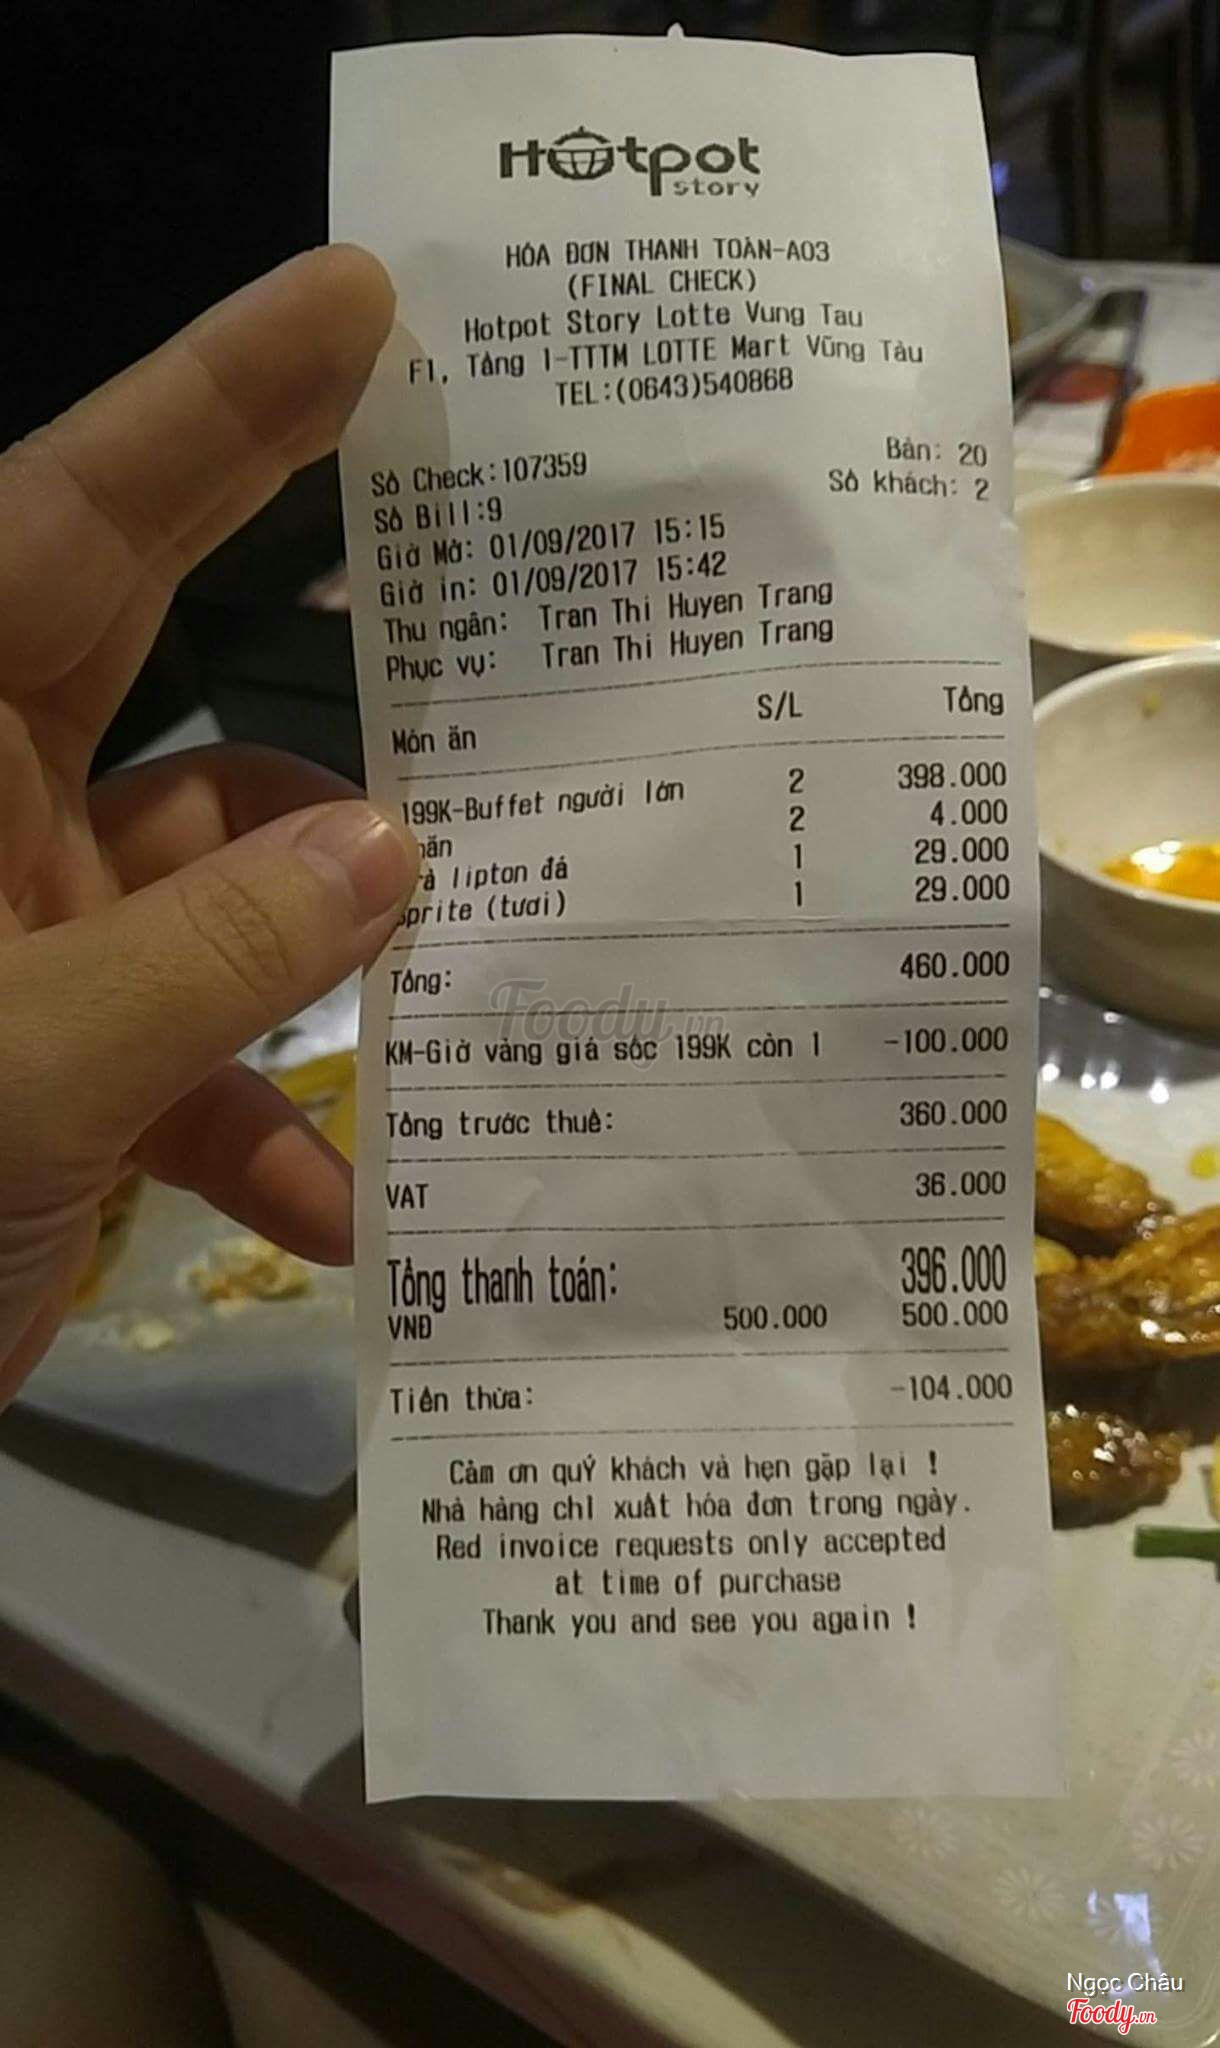 Hotpot
story
HÓA ĐƠN THANH TOÁN-A03
(FINAL CHECK)
Hotpot Story Lotte Vung Tau
F1, Tầng 1-TTTM LOTTE Mart Vũng Tàu
TEL:(0643)540868
Bàn: 20
Số Check:107359
Số khách: 2
Số Bill:9
Giờ Mở: 01/09/2017 15:15
Giờ in: 01/09/2017 15:42
Thu ngân: Tran Thi Huyen Trang
Phục vụ: Tran Thi Huyen Trang
Món ăn S/L Tổng
199K-Buffet người lớn 2 398.000
2 4.000
lipton đá 1 29.000
(tươi) 1 29.000
Tổng: 460.000
KM-Giờ vàng giá sốc 199K còn 1 -100.000
Tổng trước thuế: 360.000
VAT 36.000
Tổng thanh toán: 396.000
VNĐ 500.000 500.000
Tiền thừa: -104.000
Cảm ơn quý khách và hẹn gặp lại !
Nhà hàng chỉ xuất hóa đơn trong ngày.
Red invoice requests only accepted
at time of purchase
Thank you and see you again !
Foody.vn
Ngọc Châu
Foody.vn